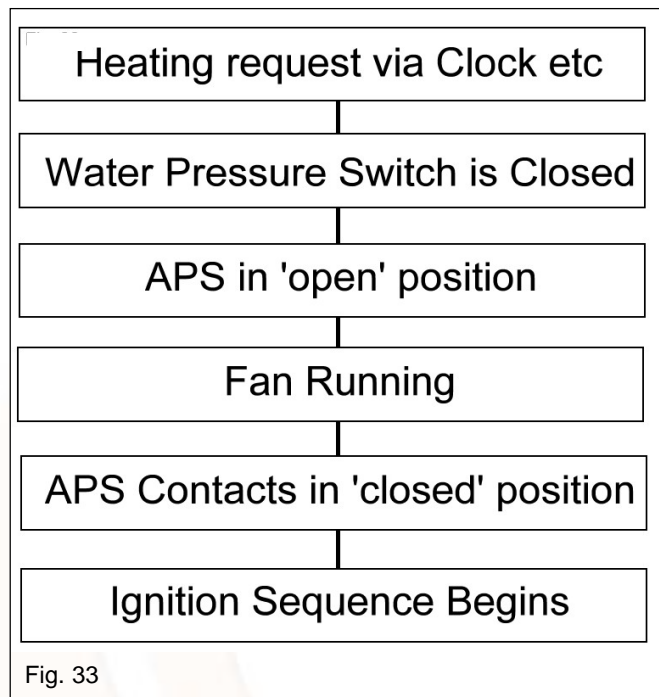 Heating request via Clock etc
Water Pressure Switch is Closed
APS in 'open' position
Fan Running
APS Contacts in 'closed' position
Ignition Sequence Begins
Fig. 33